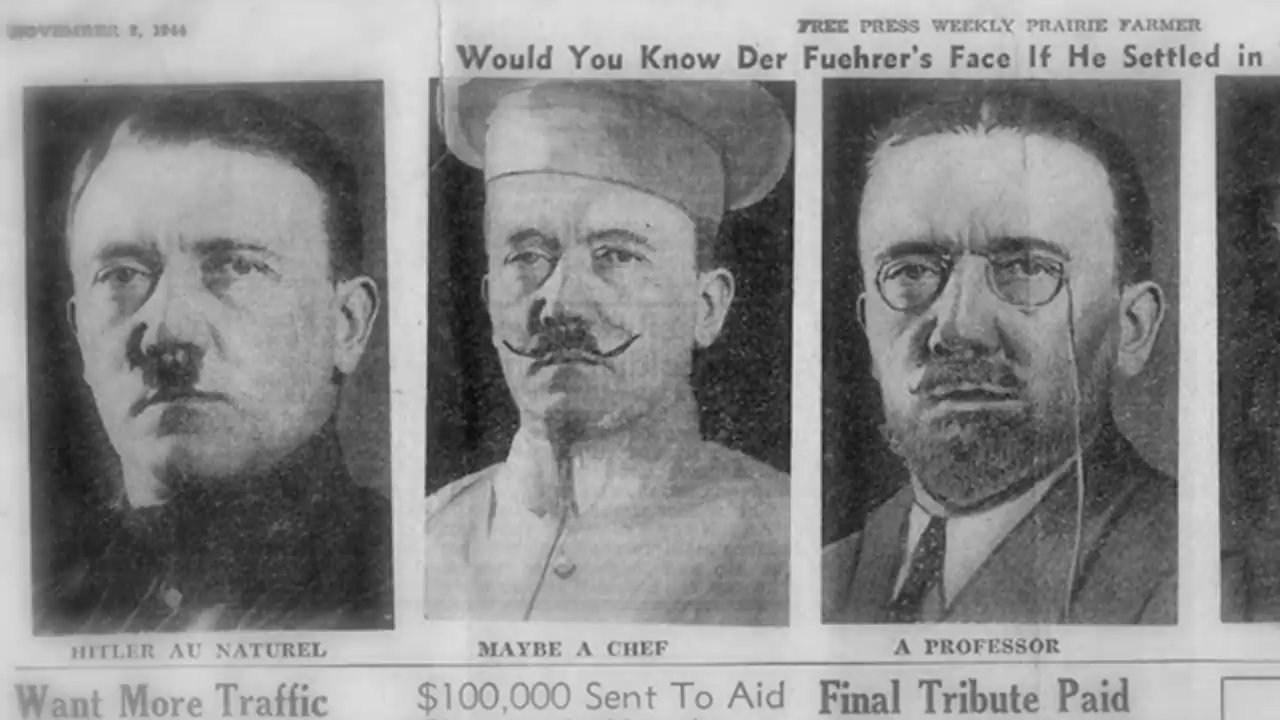 NOVEMBER 8, 1944
FREE PRESS WEEKLY PRAIRIE FARMER
Would You Know Der Fuehrer's Face If He Settled in
HITLER AU NATUREL
MAYBE A CHEF
A PROFESSOR
Want More Traffic
$100,000 Sent To Aid
Final Tribute Paid